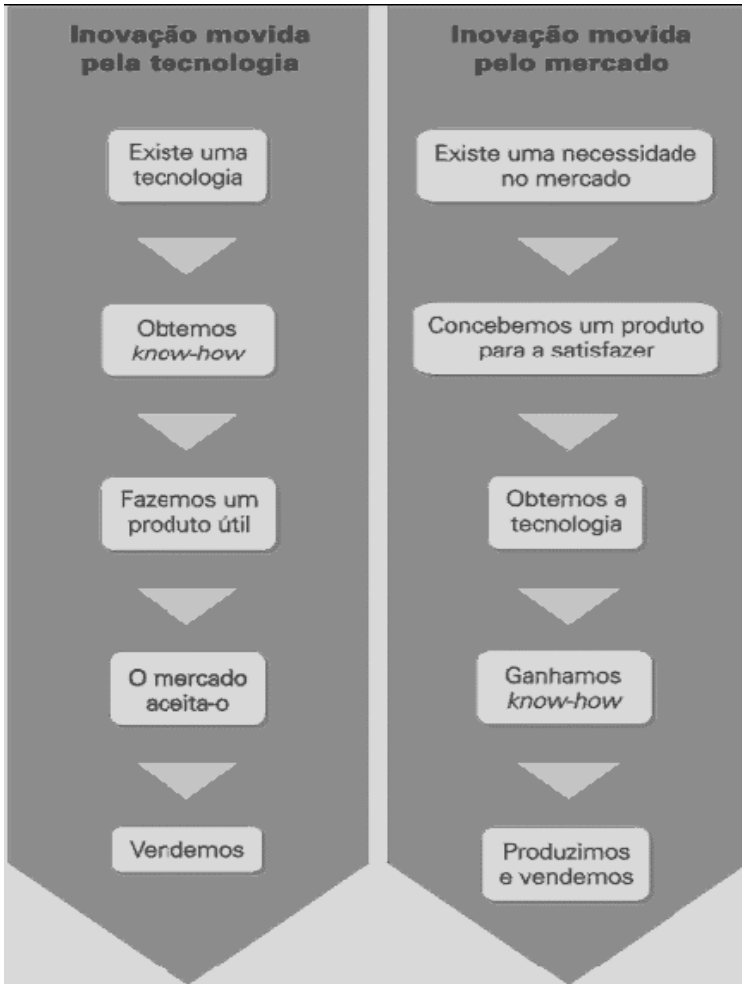 Inovação movida
pela tecnologia
Existe uma
tecnologia
Obtemos
know-how
Fazemos um
produto útil
O mercado
aceita-o
Vendemos
Inovação movida
pelo mercado
Existe uma necessidade
no mercado
Concebemos um produto
para a satisfazer
Obtemos a
tecnologia
Ganhamos
know-how
Produzimos
e vendemos